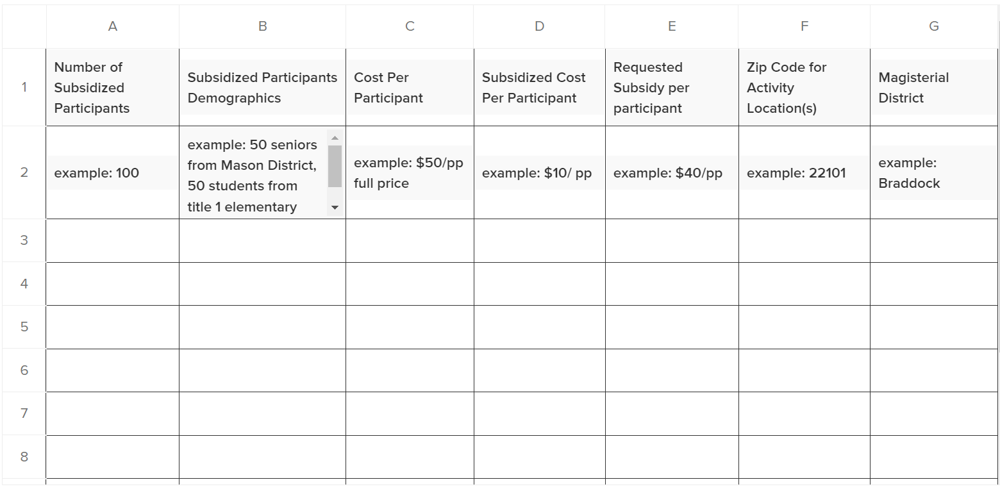 A B C D E F G
1
Number of
Subsidized
Participants
Subsidized Participants
Demographics
Cost Per
Participant
Subsidized Cost
Per Participant
Requested
Subsidy per
participant
Zip Code for
Activity
Location(s)
Magisterial
District
2
example: 100
example: 50 seniors
from Mason District,
50 students from
title 1 elementary
example: $50/pp
full price
example: $10/ pp
example: $40/pp
example: 22101
example:
Braddock
3
4
5
6
7
8